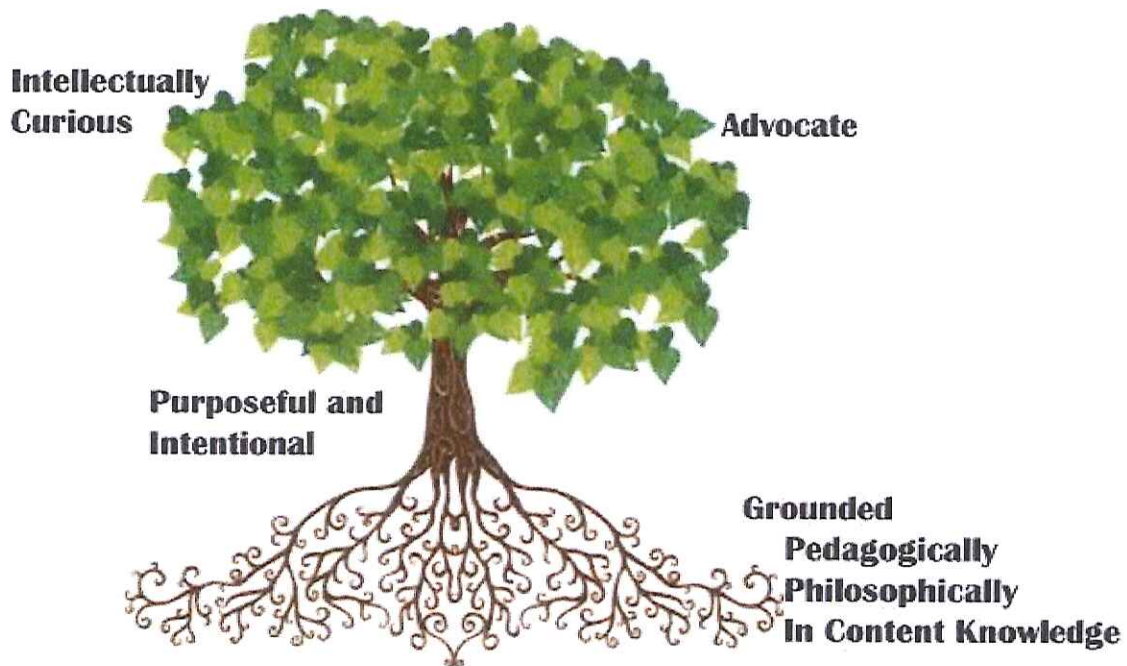 Intellectually
Curious
Advocate
Purposeful and
Intentional
Grounded
Pedagogically
Philosophically
In Content Knowledge